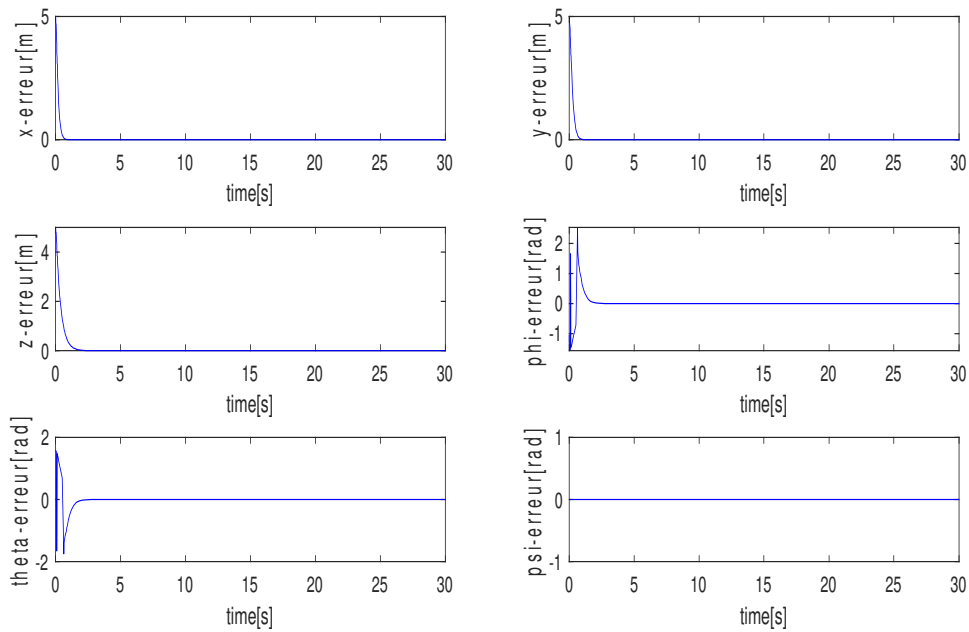 x-erreur[m]
5
0
0 5 10 15 20 25 30
time[s]
y-erreur[m]
5
0
0 5 10 15 20 25 30
time[s]
z-erreur[m]
4
2
0
0 5 10 15 20 25 30
time[s]
phi-erreur[rad]
2
1
0
-1
0 5 10 15 20 25 30
time[s]
theta-erreur[rad]
2
0
-2
0 5 10 15 20 25 30
time[s]
psi-erreur[rad]
1
0
-1
0 5 10 15 20 25 30
time[s]